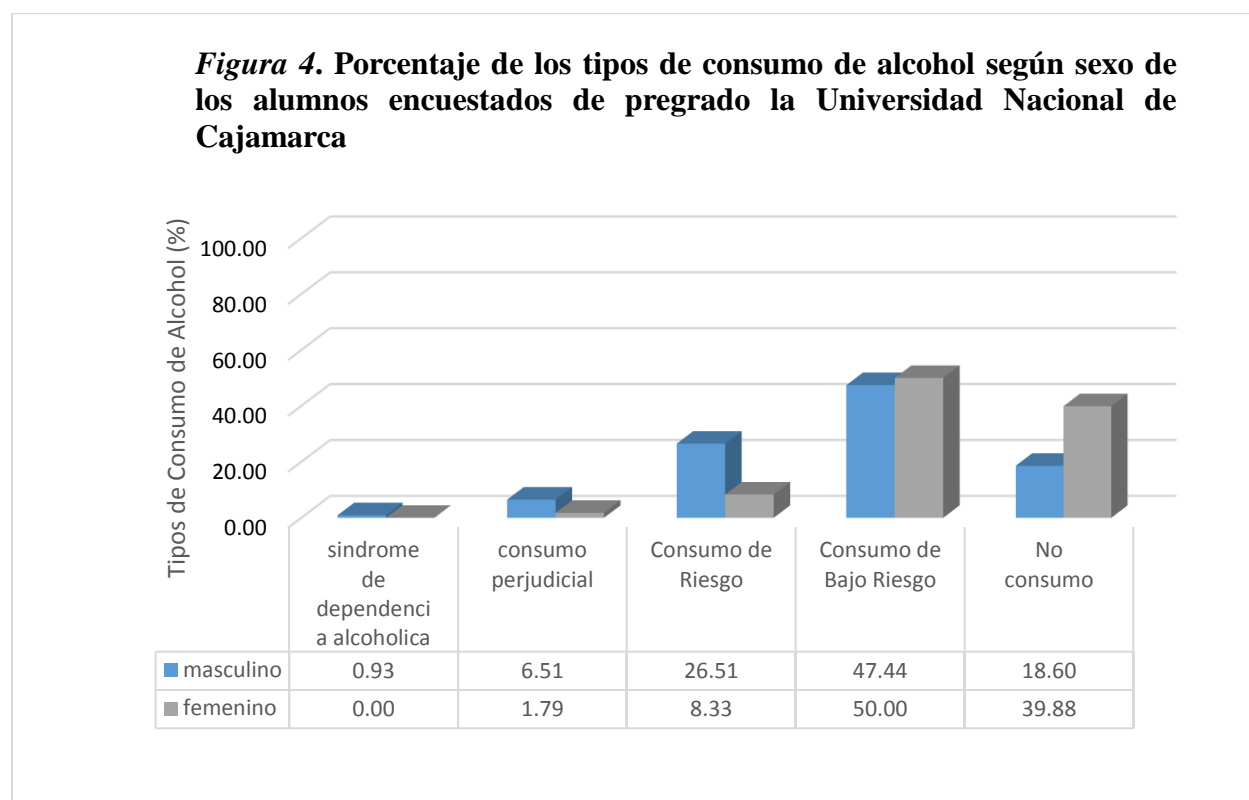 Figura 4. Porcentaje de los tipos de consumo de alcohol según sexo de
los alumnos encuestados de pregrado la Universidad Nacional de
Cajamarca
Tipos de Consumo de Alcohol (%)
100.00
80.00
60.00
40.00
20.00
0.00
sindrome
de
dependenci
a alcoholica
consumo
perjudicial
Consumo de
Riesgo
Consumo de
Bajo Riesgo
No
consumo
masculino 0.93 6.51 26.51 47.44 18.60
femenino 0.00 1.79 8.33 50.00 39.88